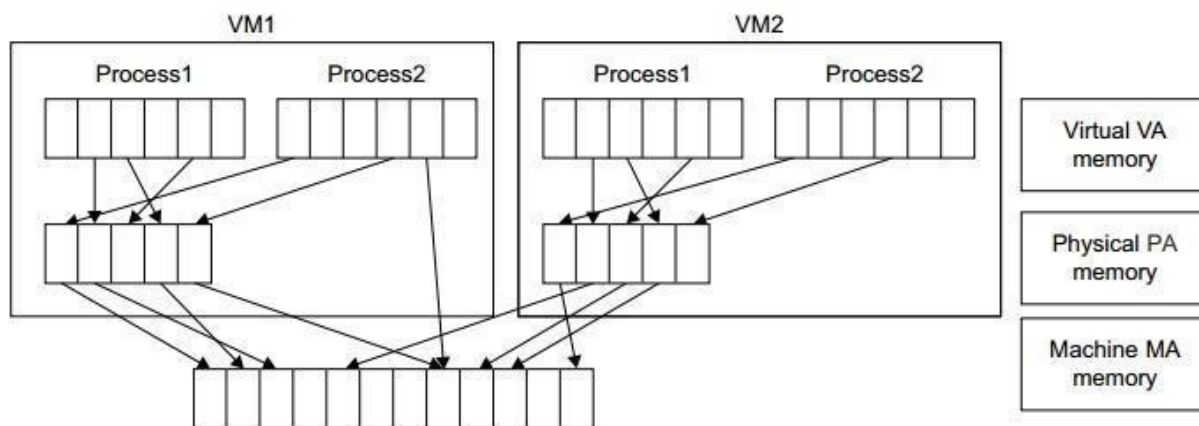 VM1
VM2
Process1
Process2
Process1
Process2
Virtual VA
memory
Physical PA
memory
Machine MA
memory